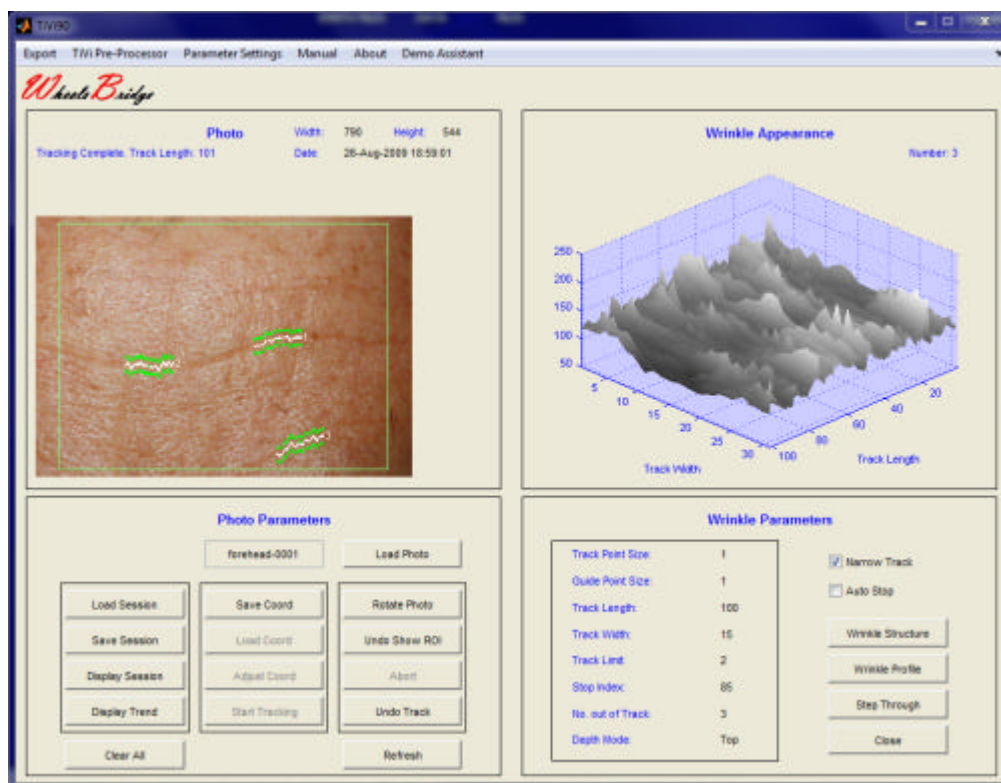 TiVi90
Export TiVi Pre-Processor Parameter Settings Manual About Demo Assistant
WheelsBridge
Photo Width: 790 Height: 544
Tracking Complete. Track Length: 101 Date: 26-Aug-2009 18:59:01
Wrinkle Appearance
Number: 3
250
200
150
100
50
5
10
15
20
25
30
100
80
60
40
20
Track Width
Track Length
Photo Parameters
forehead-0001 Load Photo
Load Session Save Coord Rotate Photo
Save Session Load Coord Undo Show ROI
Display Session Adjust Coord Abort
Display Trend Start Tracking Undo Track
Clear All Refresh
Wrinkle Parameters
Track Point Size: 1
Guide Point Size: 1
Track Length: 100
Track Width: 15
Track Limit: 2
Stop Index: 85
No. out of Track: 3
Depth Mode: Top
Narrow Track
Auto Stop
Wrinkle Structure
Wrinkle Profile
Step Through
Close